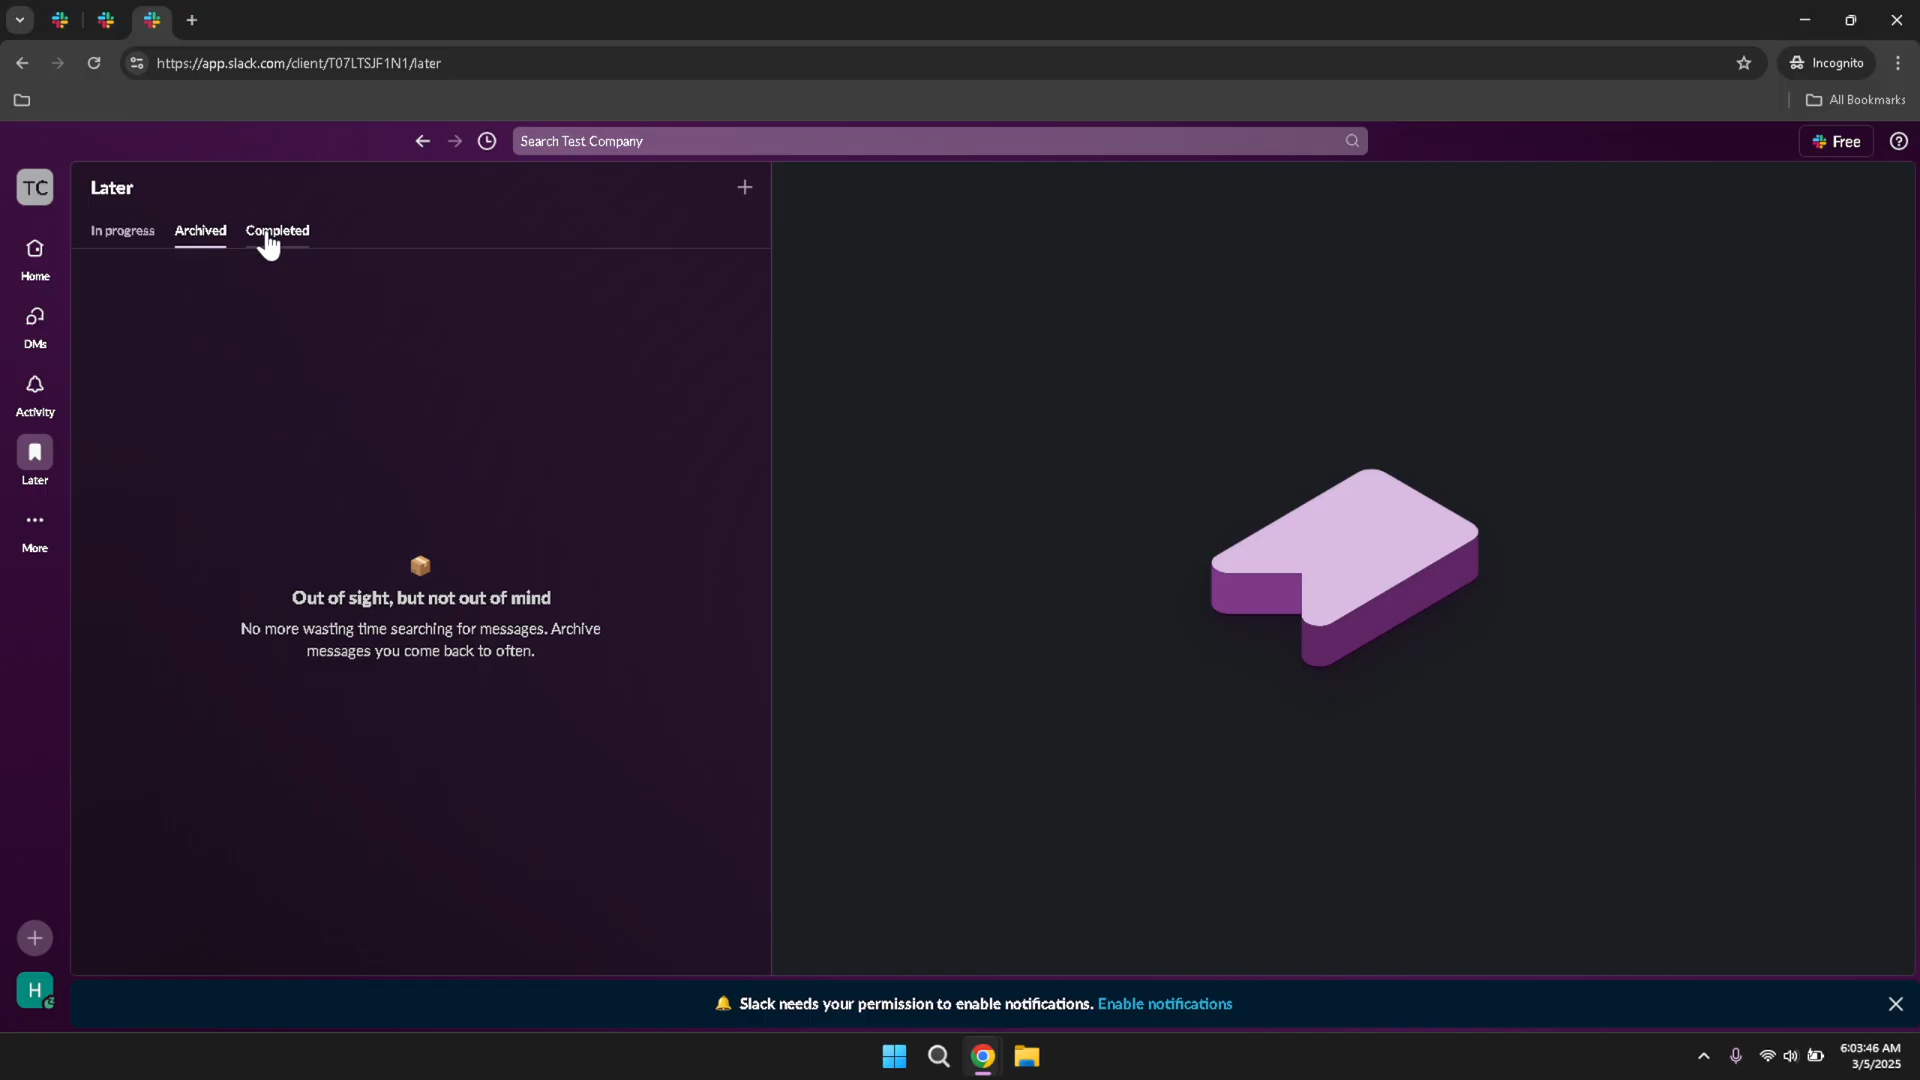 https://app.slack.com/client/T07LTSJF1N1/later
Incognito
All Bookmarks
Search Test Company
Free
TC
Later
In progress
Archived
Completed
Home
DMs
Activity
Later
More
Out of sight, but not out of mind
No more wasting time searching for messages. Archive
messages you come back to often.
H
Slack needs your permission to enable notifications. Enable notifications
6:03:46 AM
3/5/2025